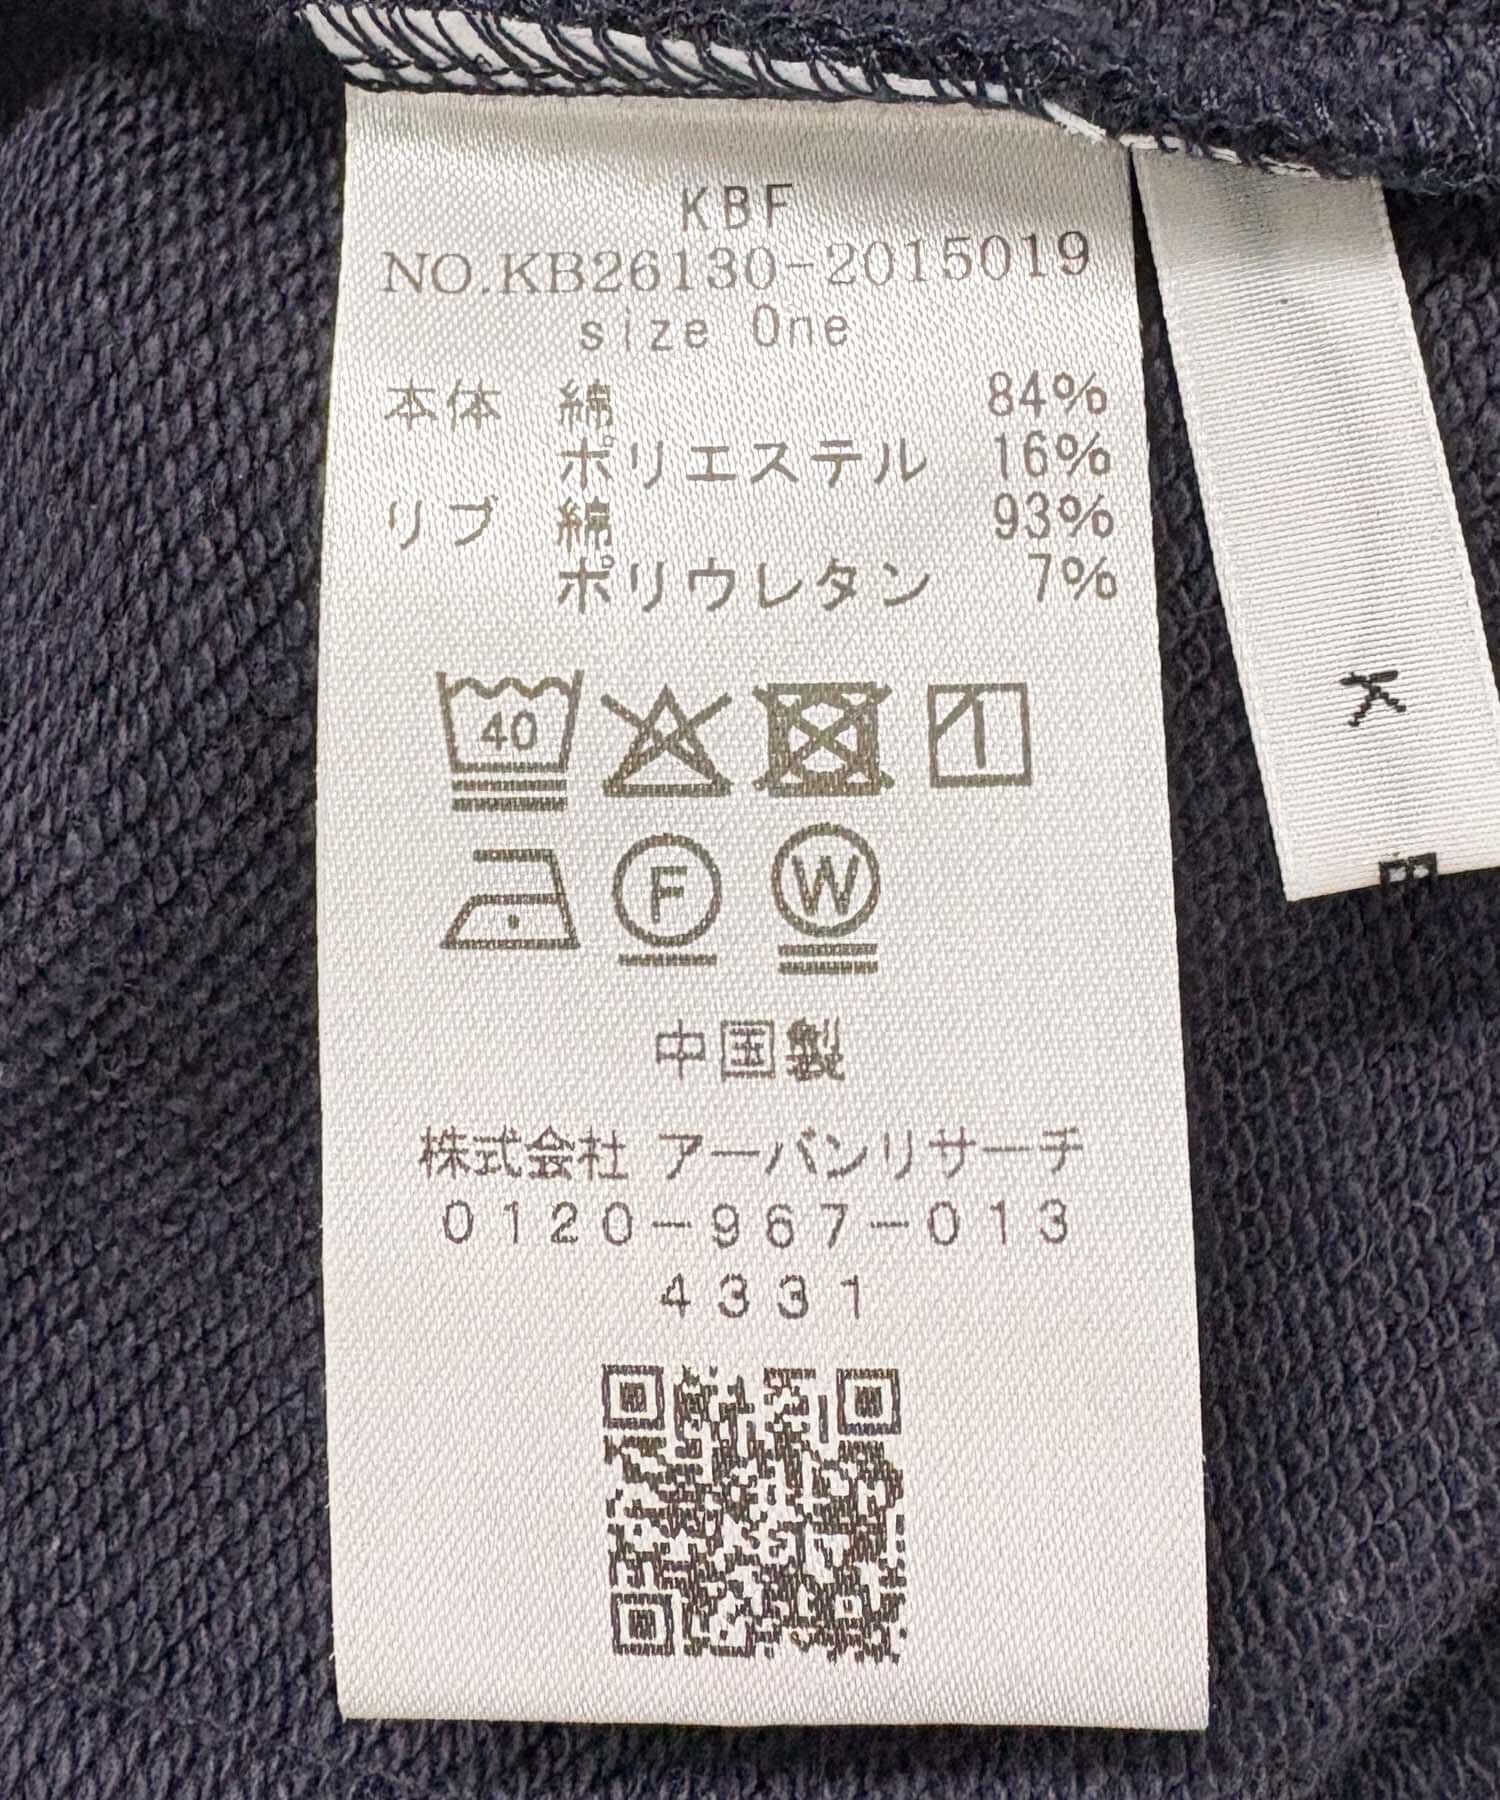 KBF
NO.KB26130-2015019
size One
本体 綿 84%
ポリエステル 16%
リブ 綿 93%
ポリウレタン 7%
40
F W
中国製
株式会社 アーバンリサーチ
0120-967-013
4331
K
B